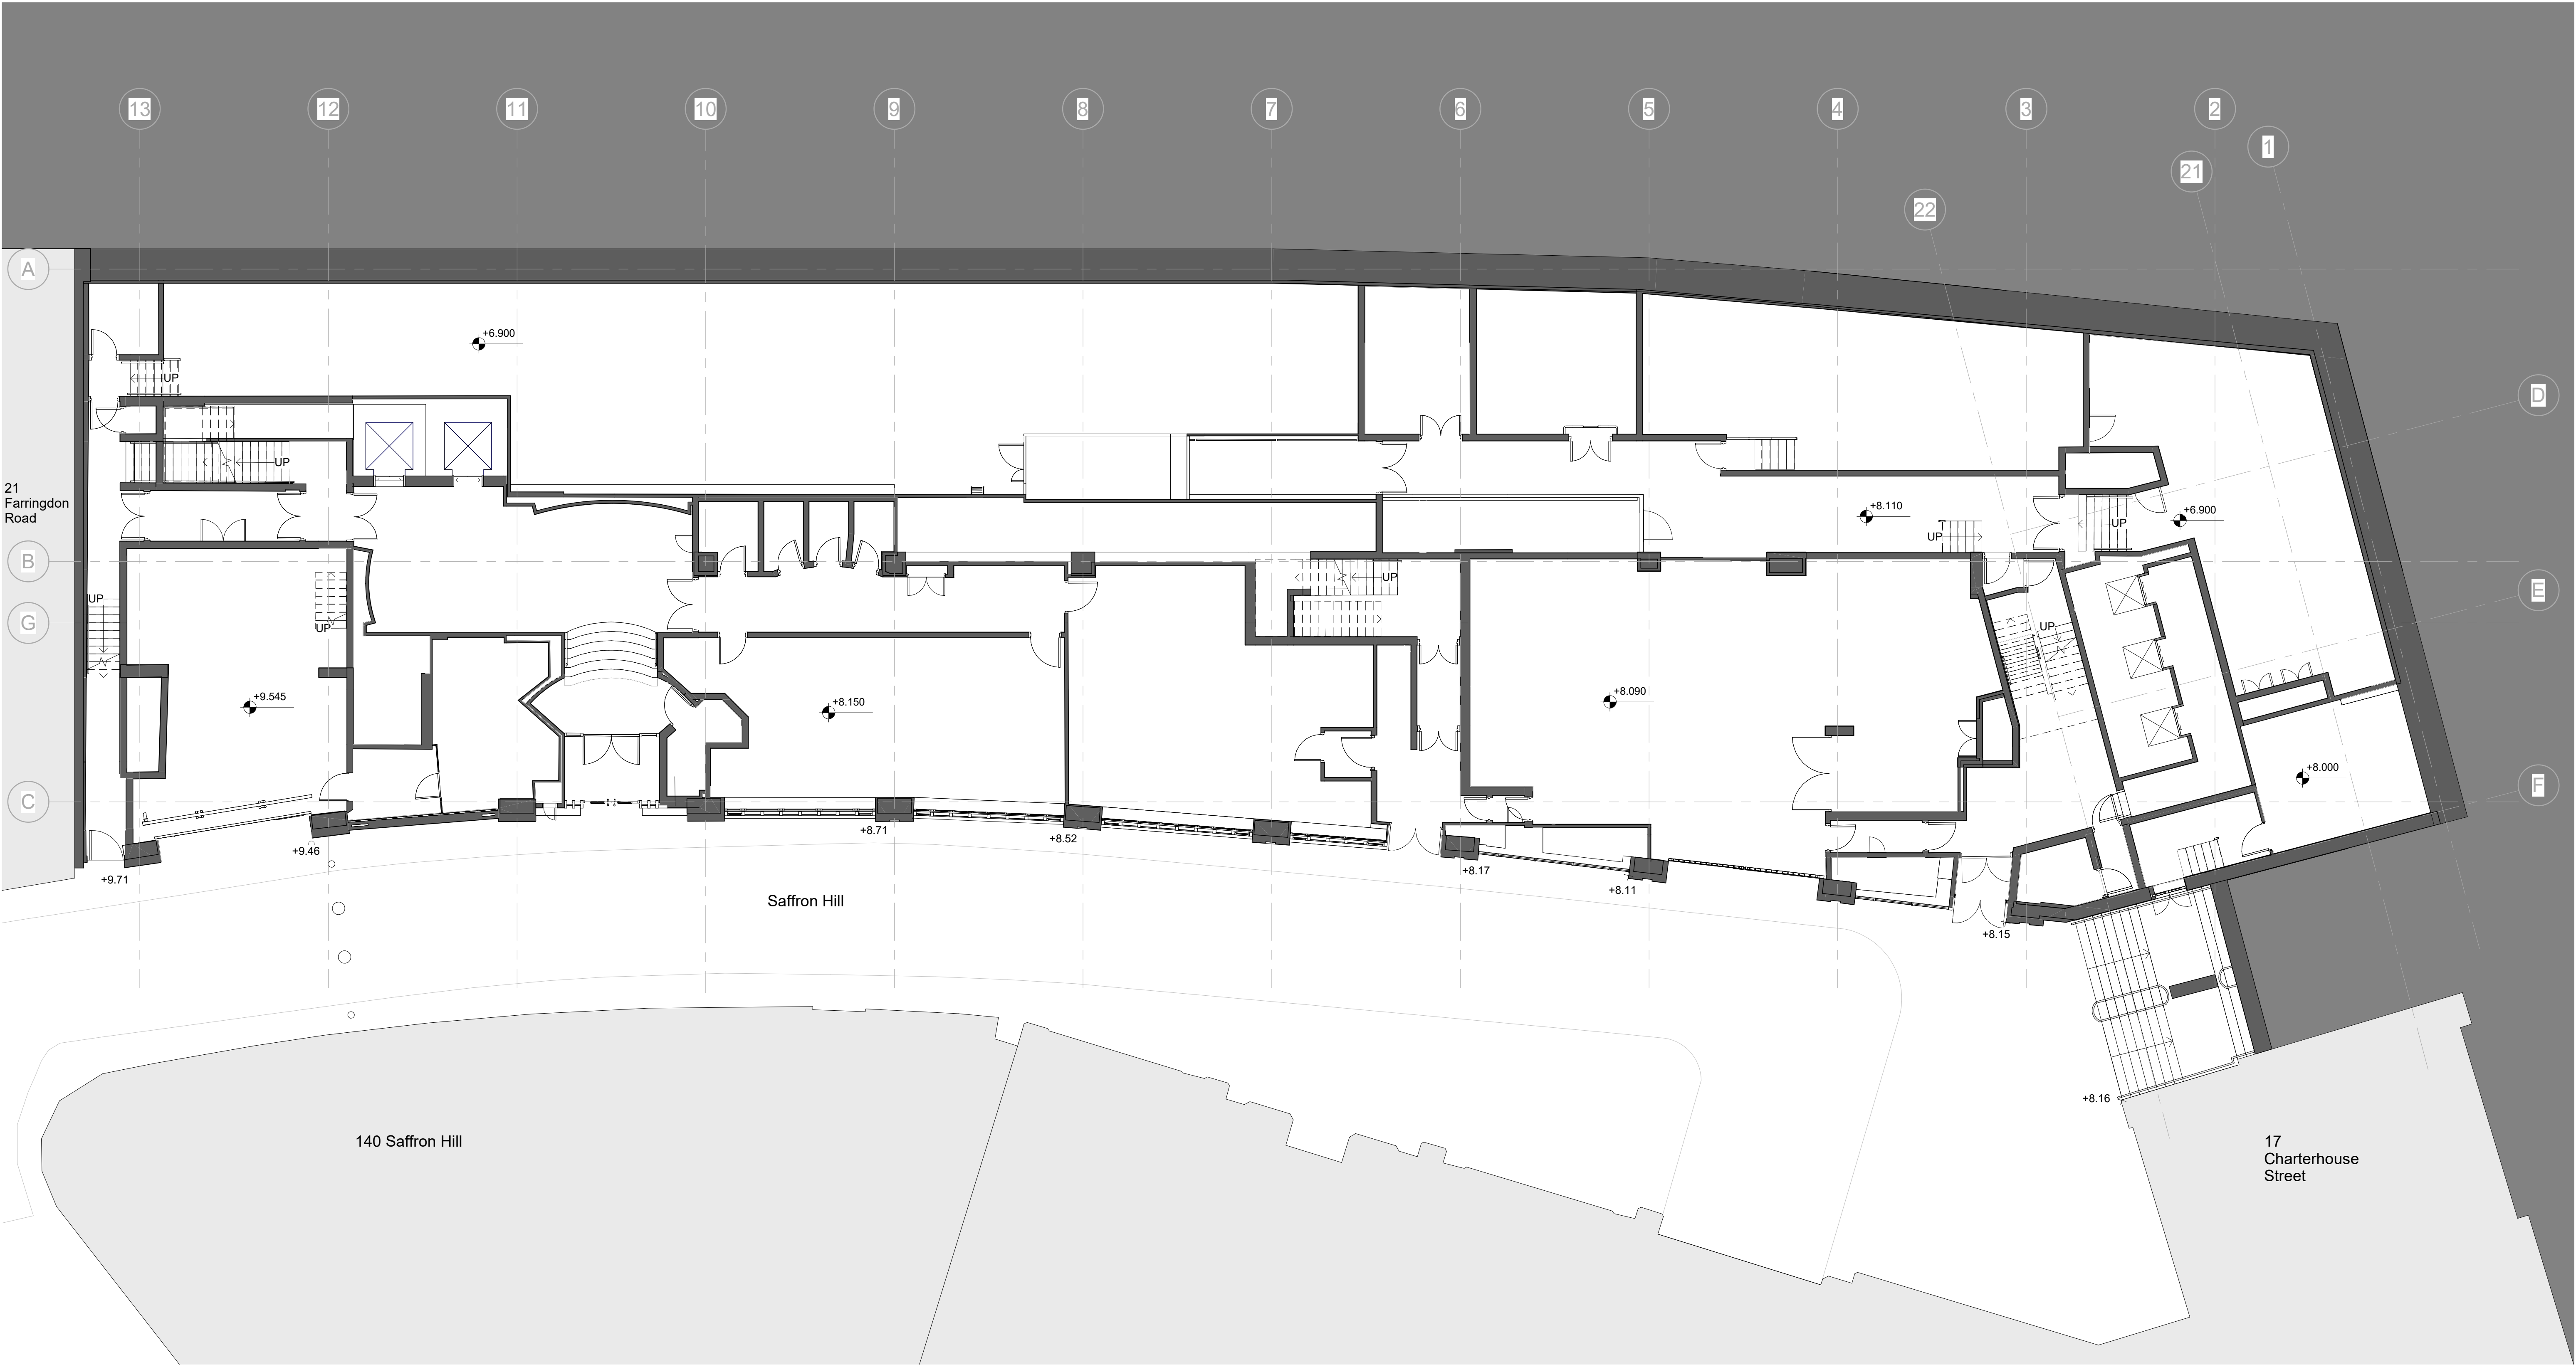 13
12
11
10
9
8
7
6
5
4
3
2
1
21
22
A
+6.900
UP
D
UP
21
Farringdon
Road
+8.110
+6.900
UP
UP
B
UP
E
UP
UP
G
UP
+9.545
+8.150
+8.090
+8.000
F
C
+8.71
+8.52
+9.46
+9.71
+8.17
+8.11
Saffron Hill
+8.15
+8.16
140 Saffron Hill
17
Charterhouse
Street